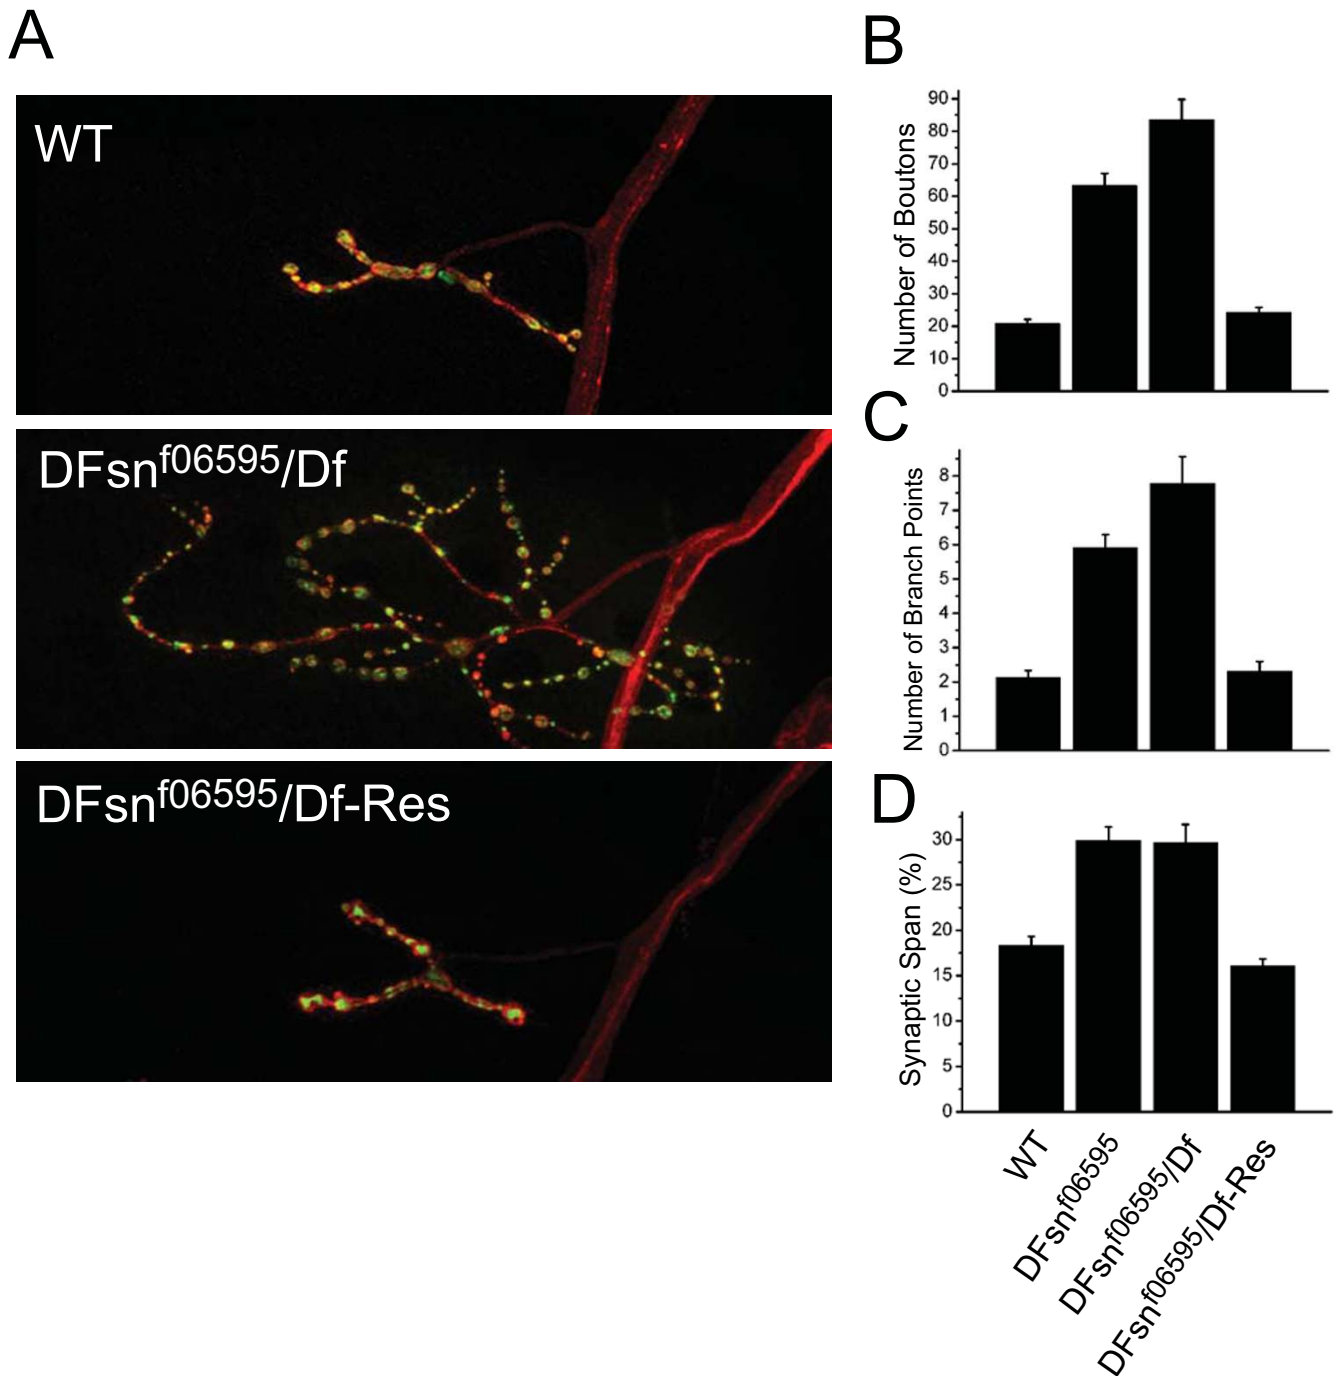 A
WT
DFsnf06595/Df
DFsnf06595/Df-Res
B
Number of Boutons
90
80
70
60
50
40
30
20
10
0
C
Number of Branch Points
8
7
6
5
4
3
2
1
0
D
Synaptic Span (%)
30
25
20
15
10
5
0
WT
DFsnf06595
DFsnf06595/Df
DFsnf06595/Df-Res